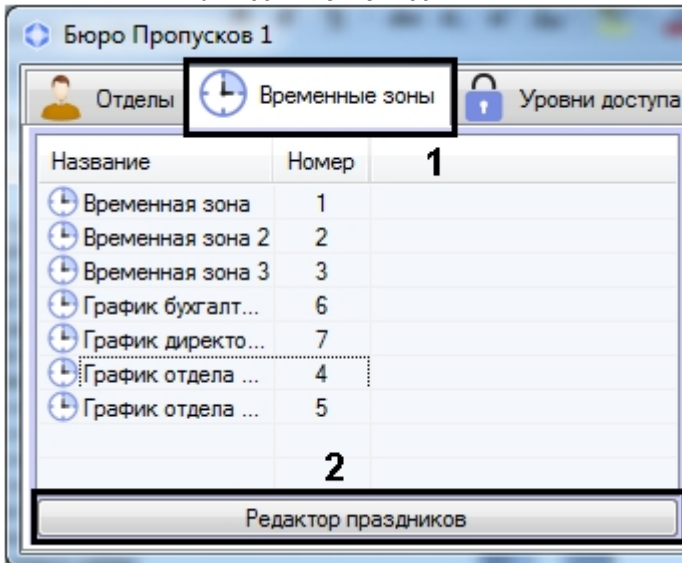 Бюро Пропусков 1
Отделы Временные зоны Уровни доступа
1
Название Номер
Временная зона 1
Временная зона 2 2
Временная зона 3 3
График бухгалт... 6
График директо... 7
График отдела ... 4
График отдела ... 5
2
Редактор праздников